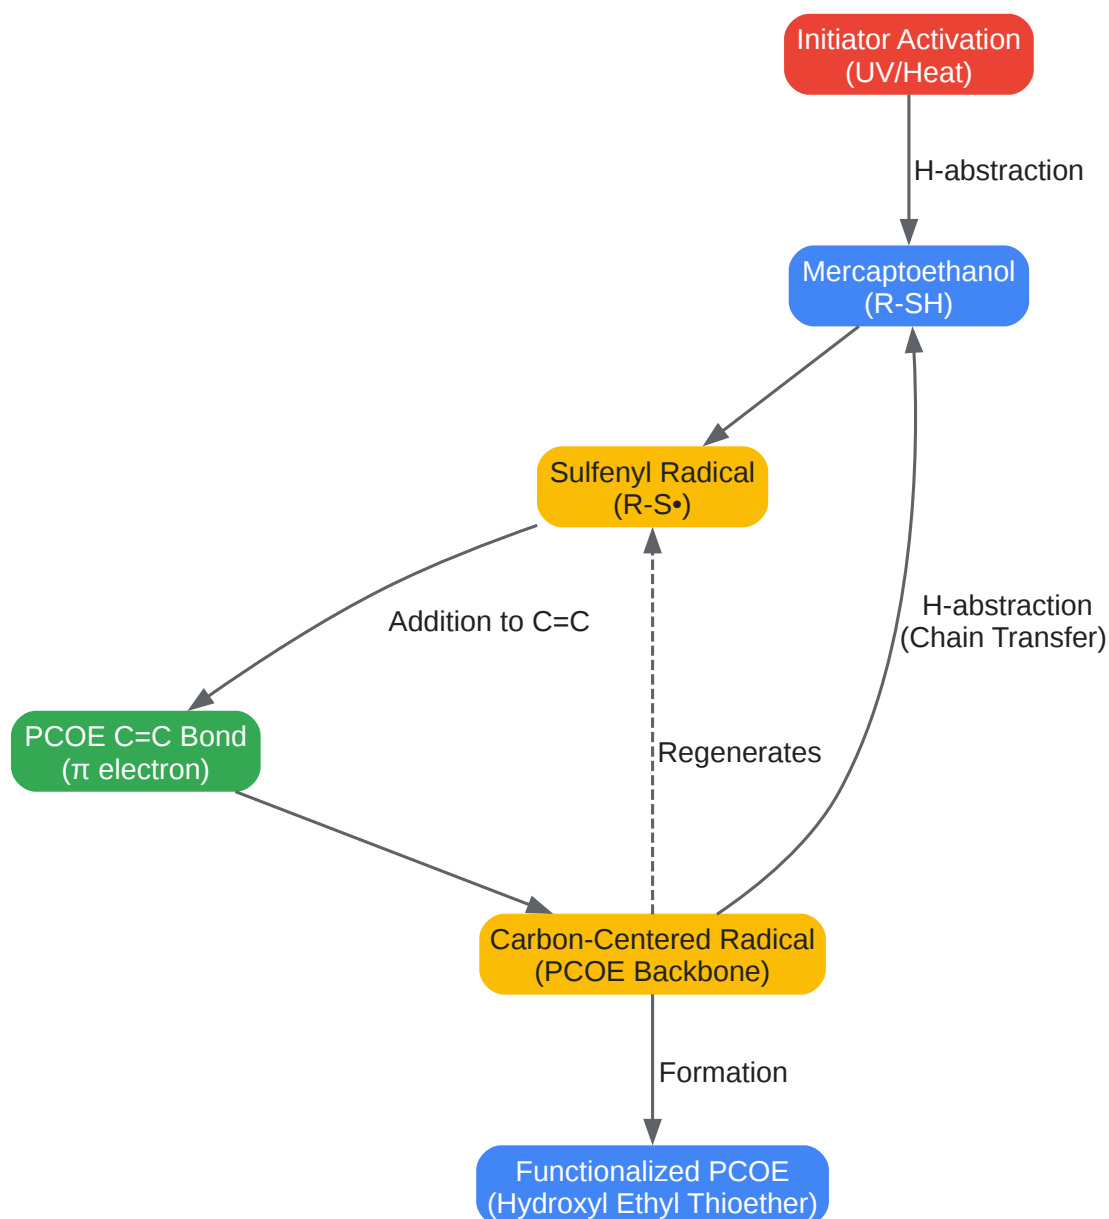 Initiator Activation
(UV/Heat)
H-abstraction
Mercaptoethanol
(R-SH)
Sulfenyl Radical
(R-S•)
Addition to C=C
H-abstraction
(Chain Transfer)
PCOE C=C Bond
(π electron)
Regenerates
Carbon-Centered Radical
(PCOE Backbone)
Formation
Functionalized PCOE
(Hydroxyl Ethyl Thioether)